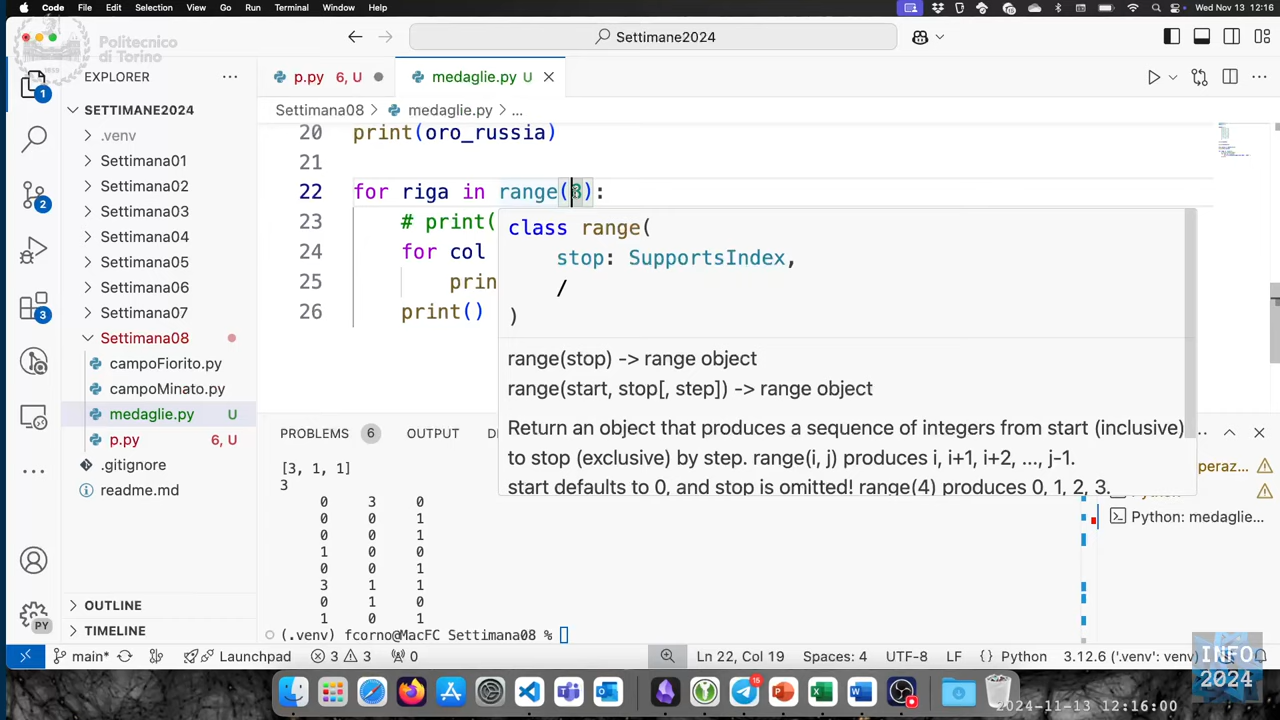 Code File Edit Selection View Go Run Terminal Window Help Wed Nov 13 12:16
Politecnico
di Torino
Settimane2024
EXPLORER
p.py 6, U
medaglie.py U
SETTIMANE2024
Settimana08 > medaglie.py > ...
.venv
Settimana01
Settimana02
Settimana03
Settimana04
Settimana05
Settimana06
Settimana07
Settimana08
campoFiorito.py
campoMinato.py
medaglie.py U
p.py 6, U
.gitignore
readme.md
OUTLINE
TIMELINE
1
2
3
PY
20 print(oro_russia)
21
22 for riga in range(8):
23 # print(
24 for col
25 prin
26 print()
class range(
stop: SupportsIndex,
/
)
range(stop) -> range object
range(start, stop[, step]) -> range object
Return an object that produces a sequence of integers from start (inclusive)
to stop (exclusive) by step. range(i, j) produces i, i+1, i+2, ..., j-1.
start defaults to 0, and stop is omitted! range(4) produces 0, 1, 2, 3.
PROBLEMS 6 OUTPUT
[3, 1, 1]
3
0 3 0
0 0 1
0 0 1
1 0 0
0 0 1
3 1 1
0 1 0
1 0 1
(.venv) fcorno@MacFC Settimana08 %
Python: medaglie...
main* Launchpad 3 3 0 Ln 22, Col 19 Spaces: 4 UTF-8 LF { } Python 3.12.6 ('.venv': venv)
15
INFO
2024
2024-11-13 12:16:00